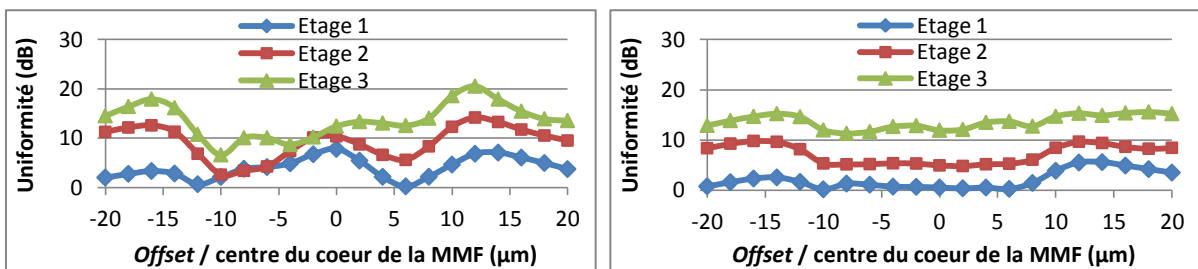 Etage 1
Etage 2
Etage 3
Uniformité (dB)
30
20
10
0
-20 -15 -10 -5 0 5 10 15 20
Offset / centre du coeur de la MMF (µm)
Etage 1
Etage 2
Etage 3
Uniformité (dB)
30
20
10
0
-20 -15 -10 -5 0 5 10 15 20
Offset / centre du coeur de la MMF (µm)